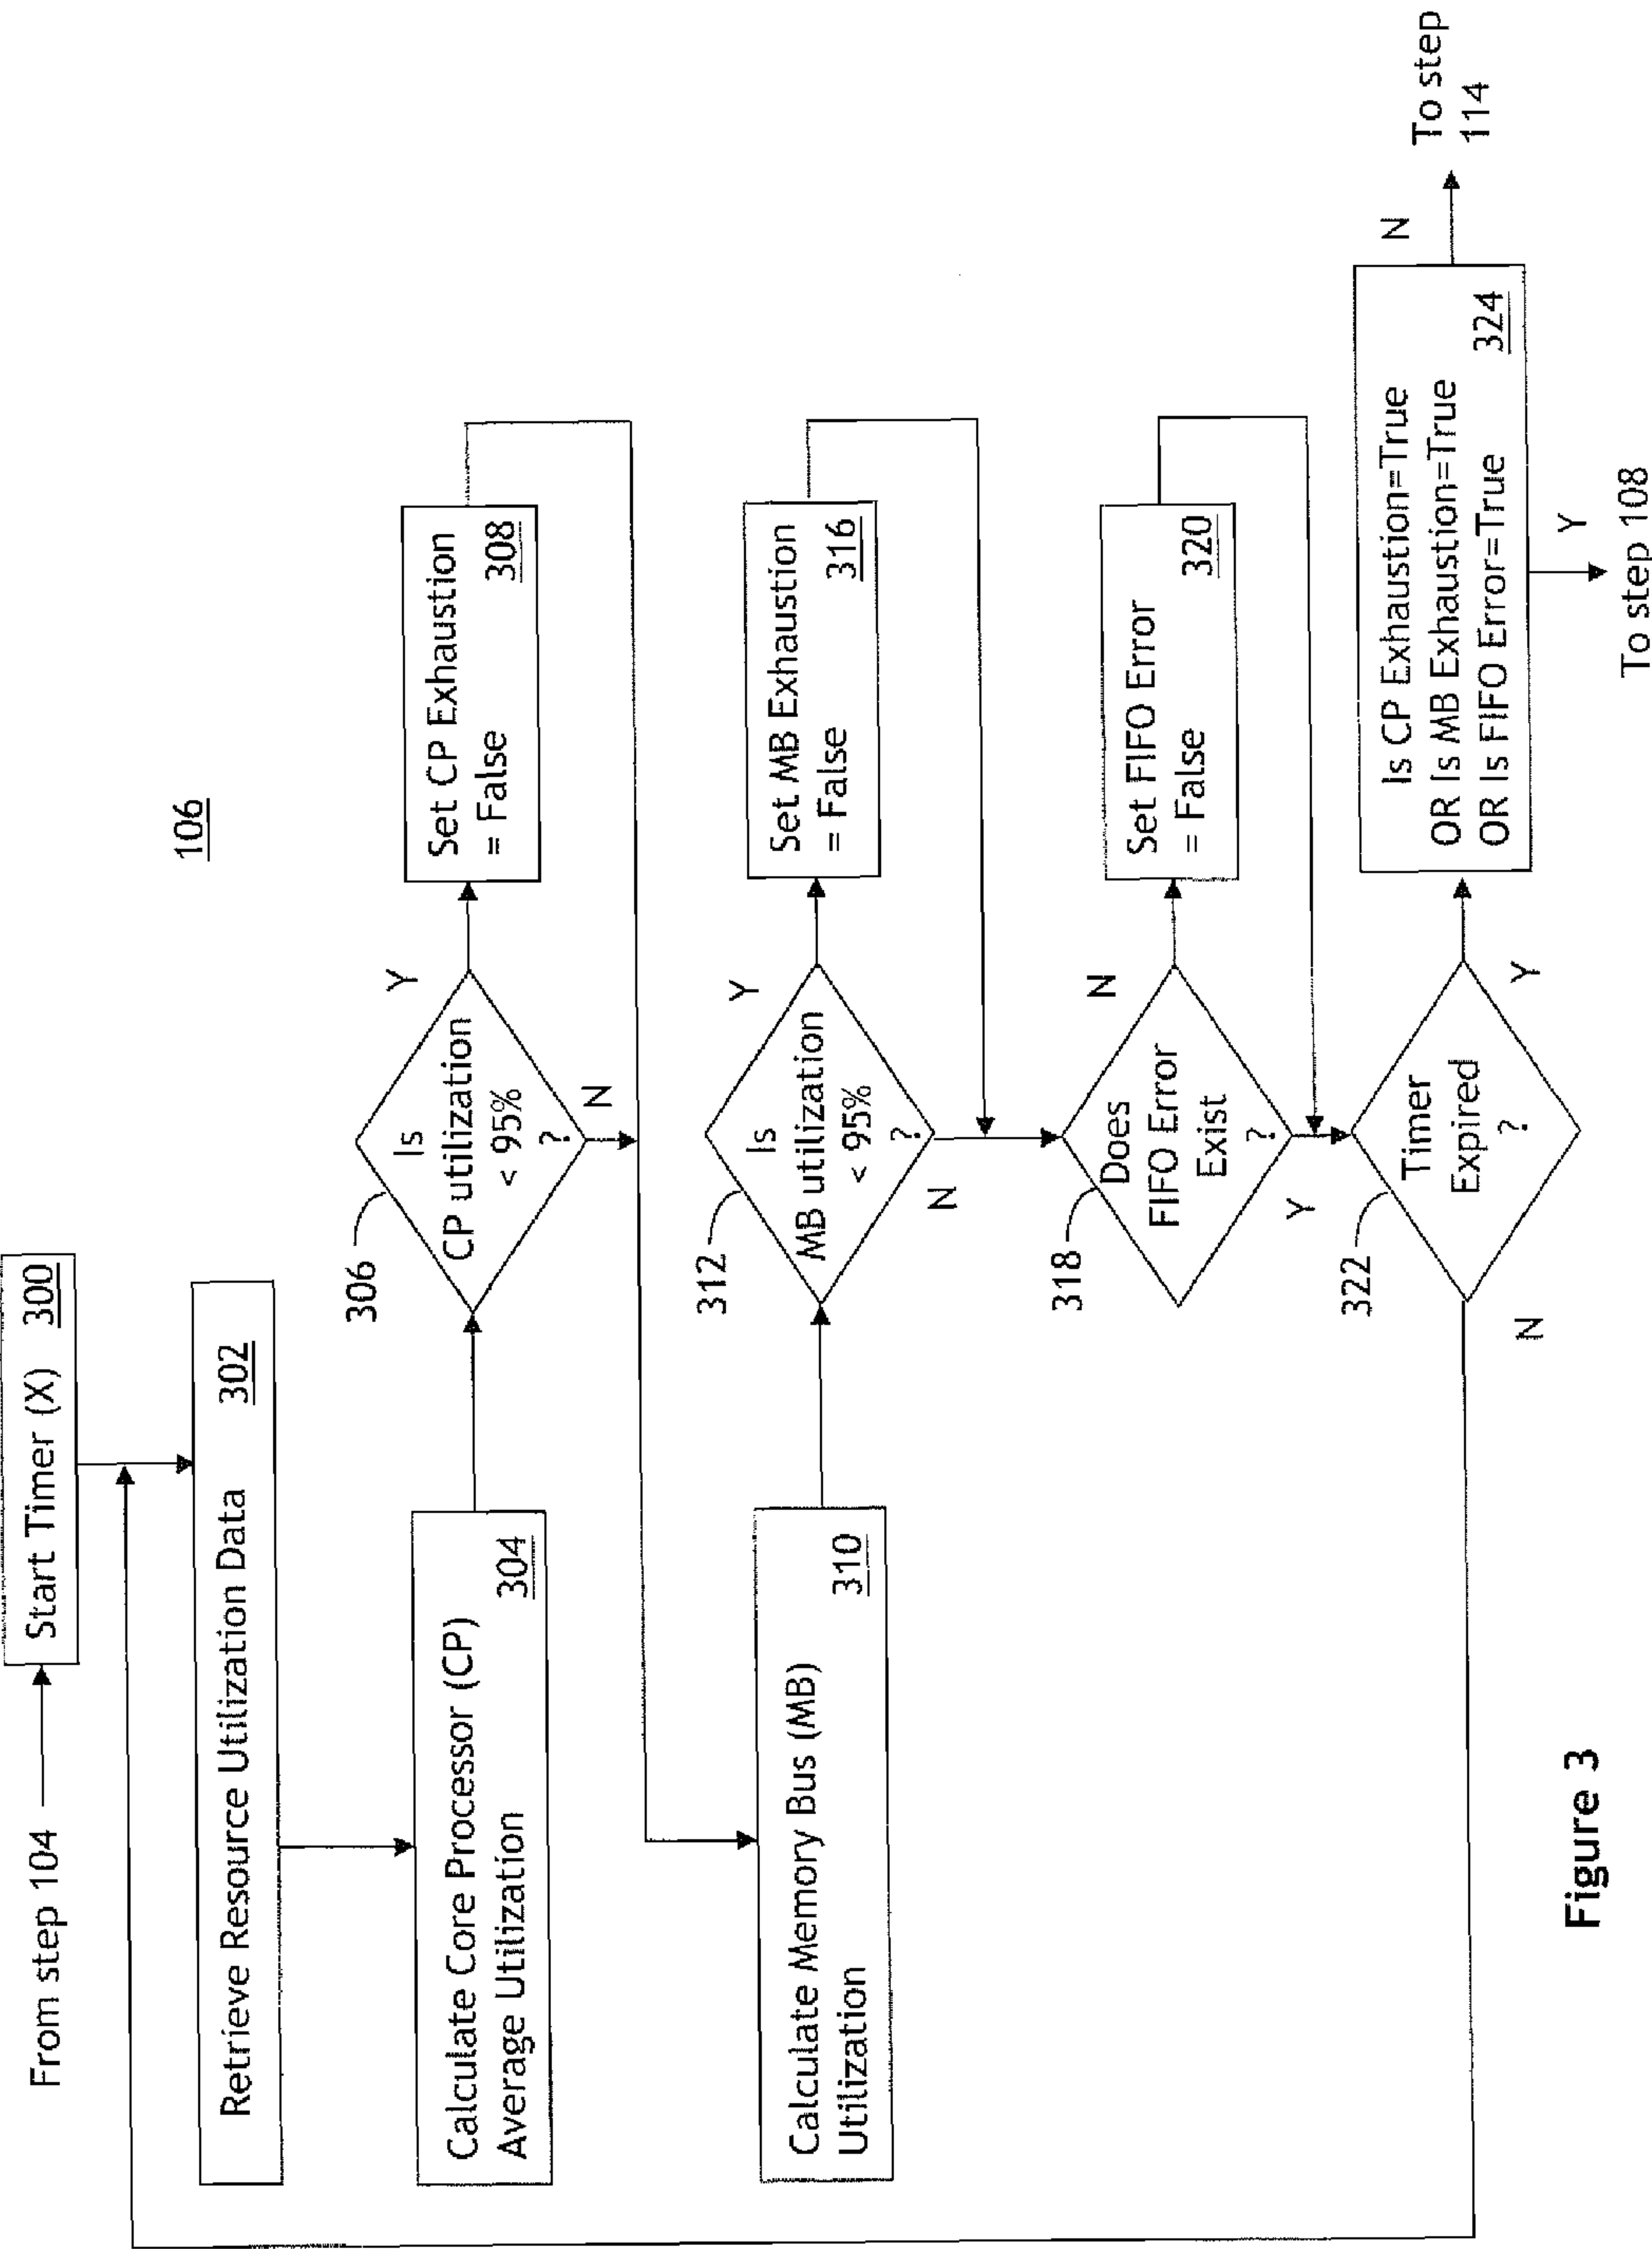 106
From step 104
Start Timer (X) 300
Retrieve Resource Utilization Data 302
Calculate Core Processor (CP)
Average Utilization 304
306
Is
CP utilization
< 95%
?
Y
N
Set CP Exhaustion
= False 308
Calculate Memory Bus (MB)
Utilization 310
312
Is
MB utilization
< 95%
?
Y
N
Set MB Exhaustion
= False 316
318
Does
FIFO Error
Exist
?
N
Y
Set FIFO Error
= False 320
322
Timer
Expired
?
N
Y
Is CP Exhaustion=True
OR Is MB Exhaustion=True
OR Is FIFO Error=True 324
N
To step
114
Y
To step 108
Figure 3